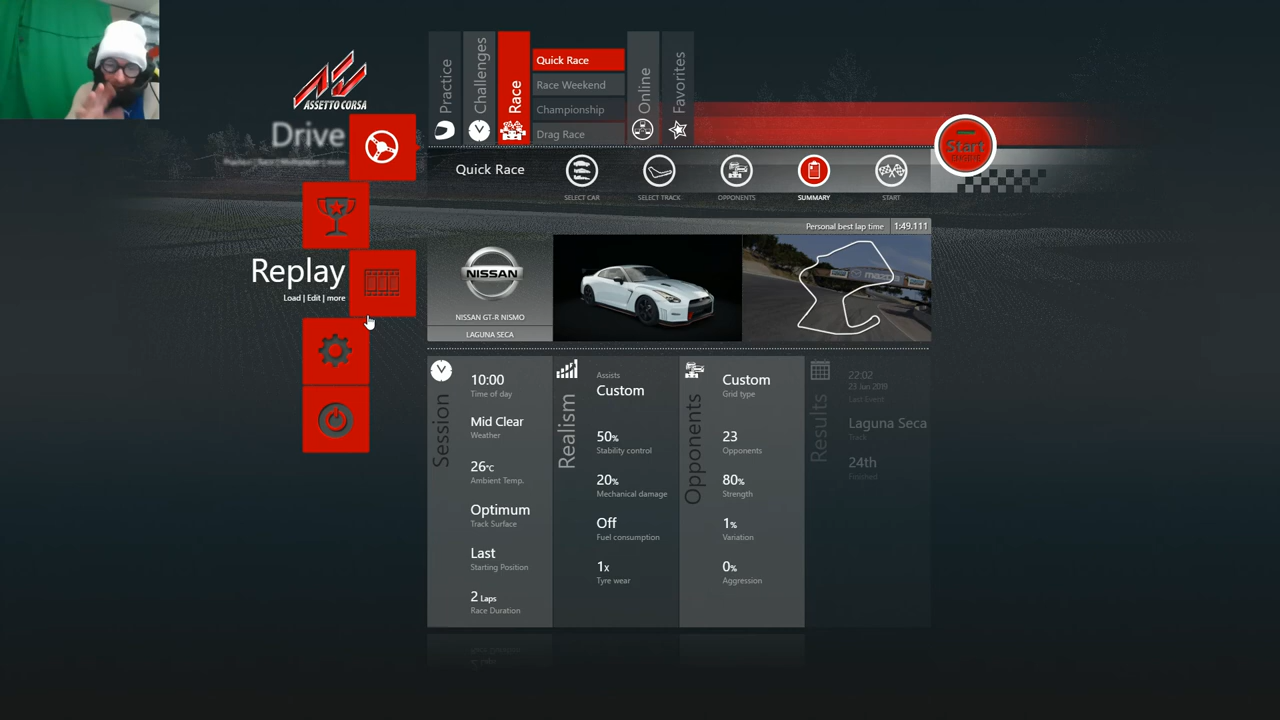 ASSETTO CORSA
Drive
Replay
Load | Edit | more
Practice
Challenges
Race
Quick Race
Race Weekend
Championship
Drag Race
Online
Favorites
Start
Quick Race
SELECT CAR
SELECT TRACK
OPPONENTS
SUMMARY
START
Personal best lap time
1:49.111
NISSAN
NISSAN GT-R NISMO
LAGUNA SECA
Session
10:00
Time of day
Mid Clear
Weather
26°C
Ambient Temp.
Optimum
Track Surface
Last
Starting Position
2 Laps
Race Duration
Realism
Assists
Custom
50%
Stability control
20%
Mechanical damage
Off
Fuel consumption
1x
Tyre wear
Opponents
Custom
Grid type
23
Opponents
80%
Strength
1%
Variation
0%
Aggression
Results
22:02
23 Jun 2019
Last Event
Laguna Seca
Track
24th
Finished